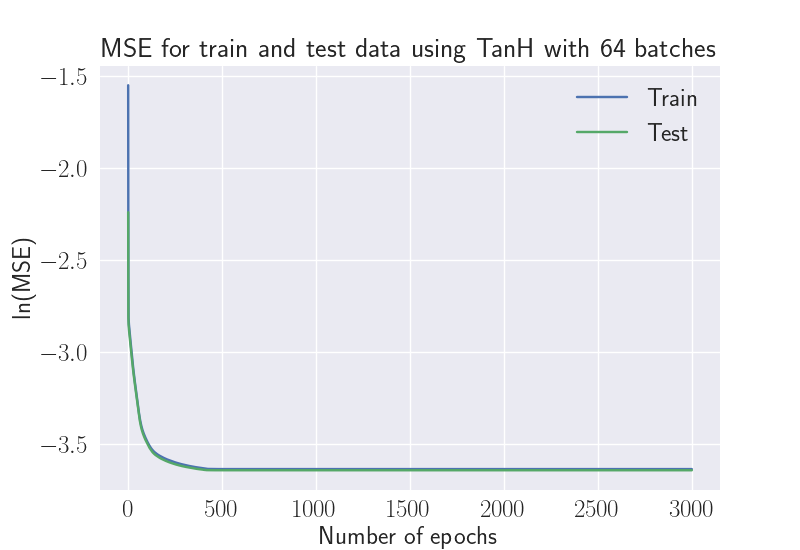 MSE for train and test data using TanH with 64 batches
Train
Test
ln(MSE)
−1.5
−2.0
−2.5
−3.0
−3.5
0 500 1000 1500 2000 2500 3000
Number of epochs